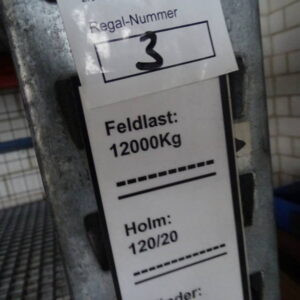 Regal-Nummer
3
Feldlast:
12000Kg
Holm:
120/20